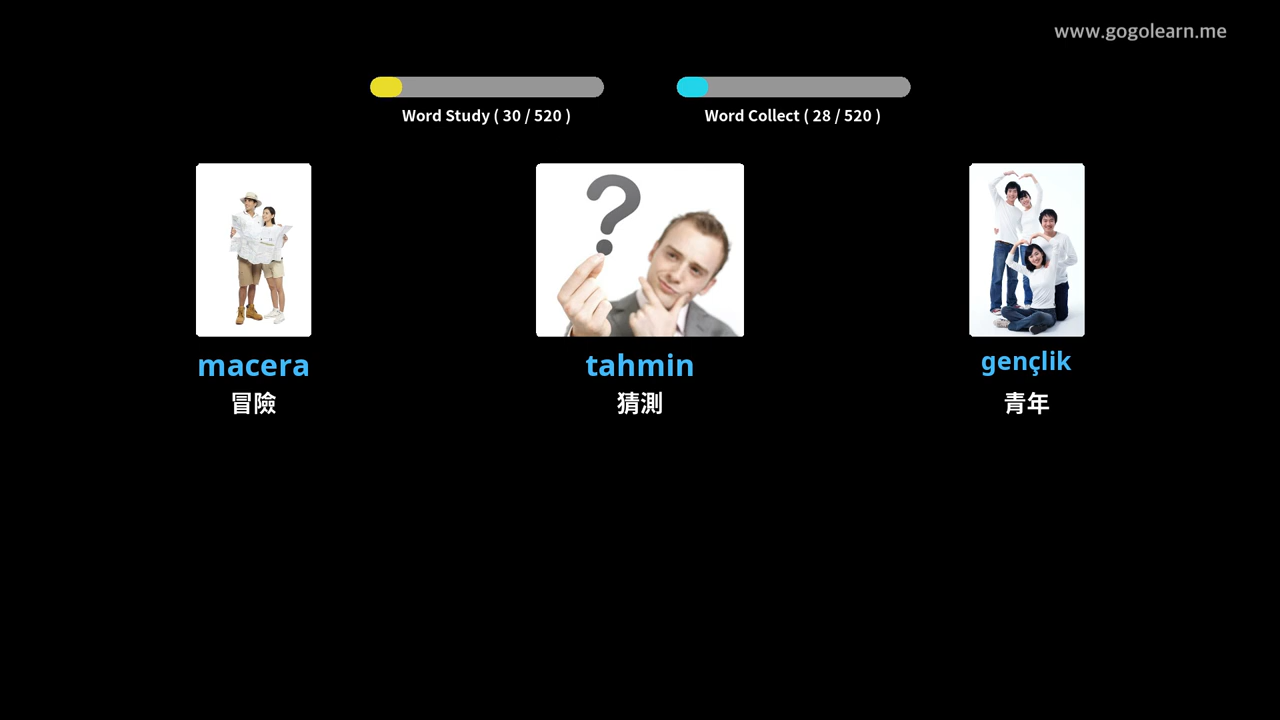 www.gogolearn.me
Word Study ( 30 / 520 )
Word Collect ( 28 / 520 )
macera
冒險
tahmin
猜測
gençlik
青年